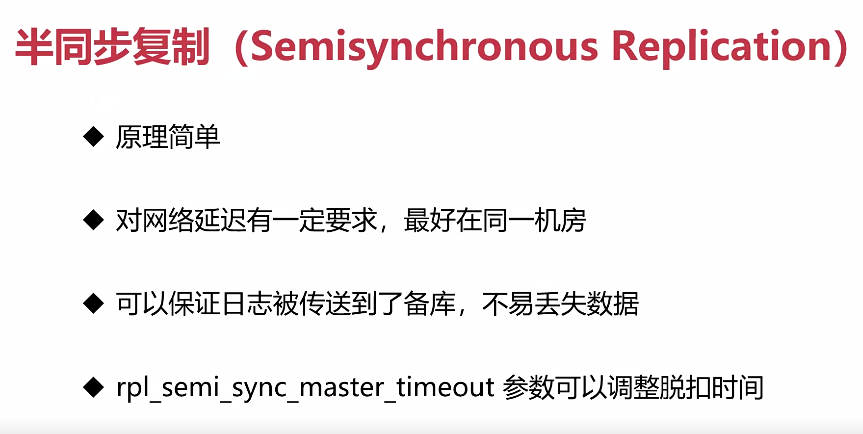 半同步复制（Semisynchronous Replication）
◆ 原理简单
◆ 对网络延迟有一定要求，最好在同一机房
◆ 可以保证日志被传送到了备库，不易丢失数据
◆ rpl_semi_sync_master_timeout 参数可以调整脱扣时间